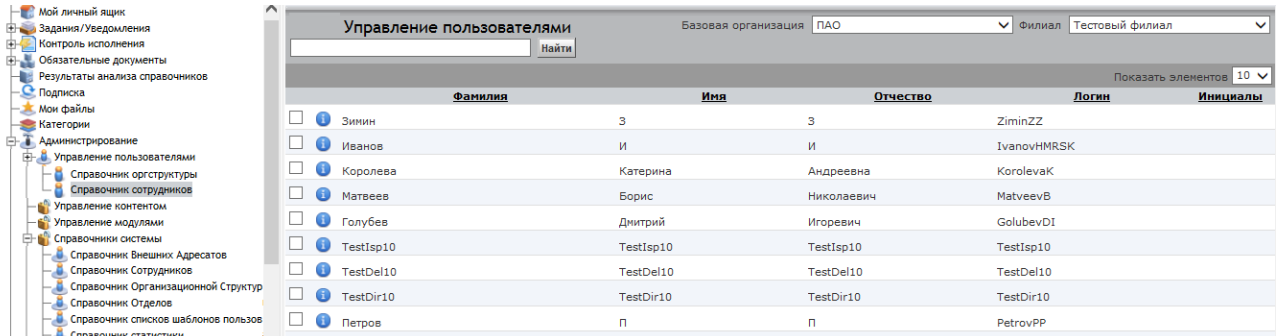 Мой личный ящик
Задания/Уведомления
Контроль исполнения
Обязательные документы
Результаты анализа справочников
Подписка
Мои файлы
Категории
Администрирование
Управление пользователями
Справочник оргструктуры
Справочник сотрудников
Управление контентом
Управление модулями
Справочники системы
Справочник Внешних Адресатов
Справочник Сотрудников
Справочник Организационной Структур
Справочник Отделов
Справочник списков шаблонов пользов
Справочник статистики
Управление пользователями
Базовая организация ПАО Филиал Тестовый филиал
Найти
Показать элементов 10
Фамилия Имя Отчество Логин Инициалы
Зимин З З ZiminZZ
Иванов И И IvanovHMRSK
Королева Катерина Андреевна KorolevaK
Матвеев Борис Николаевич MatveevB
Голубев Дмитрий Игоревич GolubevDI
TestIsp10 TestIsp10 TestIsp10 TestIsp10
TestDel10 TestDel10 TestDel10 TestDel10
TestDir10 TestDir10 TestDir10 TestDir10
Петров П П PetrovPP